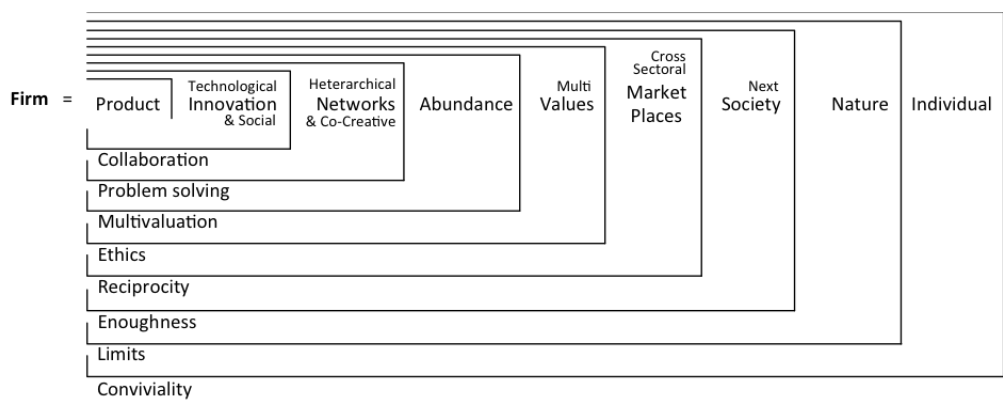 Firm =
Product
Technological
Innovation
& Social
Heterarchical
Networks
& Co-Creative
Abundance
Multi
Values
Cross
Sectoral
Market
Places
Next
Society
Nature
Individual
Collaboration
Problem solving
Multivaluation
Ethics
Reciprocity
Enoughness
Limits
Conviviality